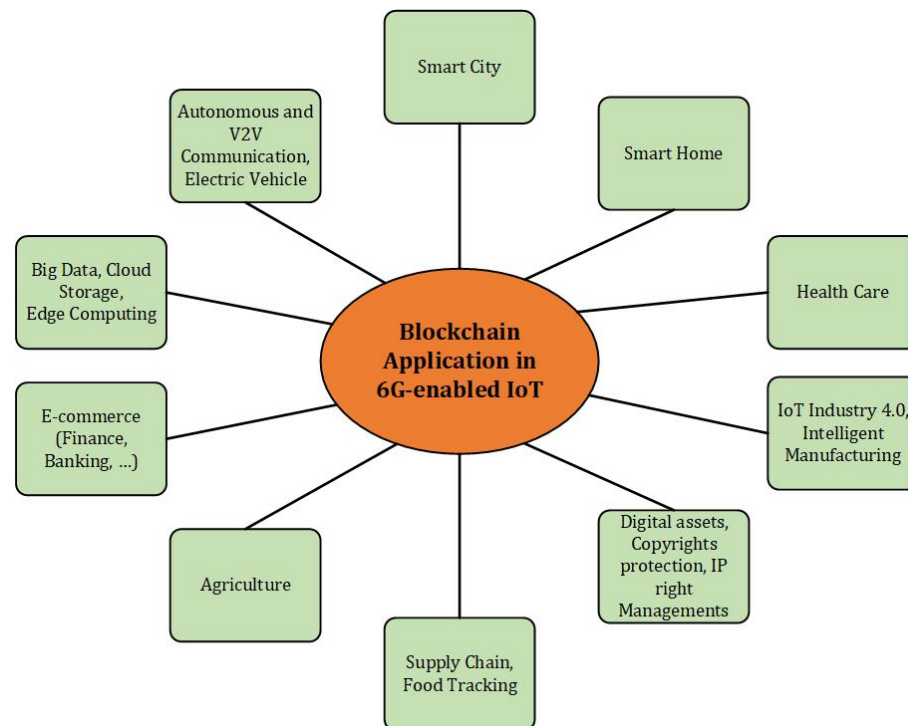 Smart City
Smart Home
Health Care
IoT Industry 4.0,
Intelligent
Manufacturing
Digital assets,
Copyrights
protection, IP
right
Managements
Supply Chain,
Food Tracking
Agriculture
E-commerce
(Finance,
Banking, ...)
Big Data, Cloud
Storage,
Edge Computing
Autonomous and
V2V
Communication,
Electric Vehicle
Blockchain
Application in
6G-enabled IoT